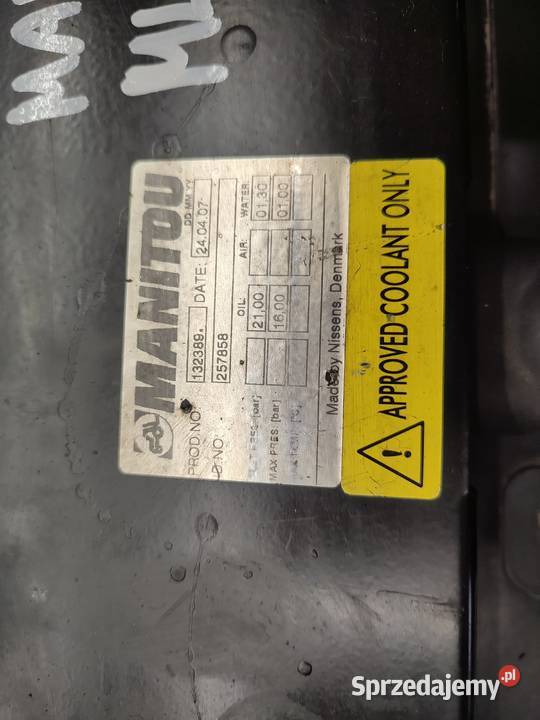 MANITOU
PROD.NO: 132389. DATE: 24.04.07
DD MM YY
I.D.NO: 257858
OIL: AIR: WATER:
21,00 01,30
MAX PRES. [bar] 16,00 01,00
Made by Nissens, Denmark
APPROVED COOLANT ONLY
Sprzedajemy.pl